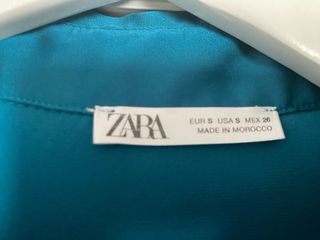 ZARA
EUR S USA S MEX 26
MADE IN MOROCCO